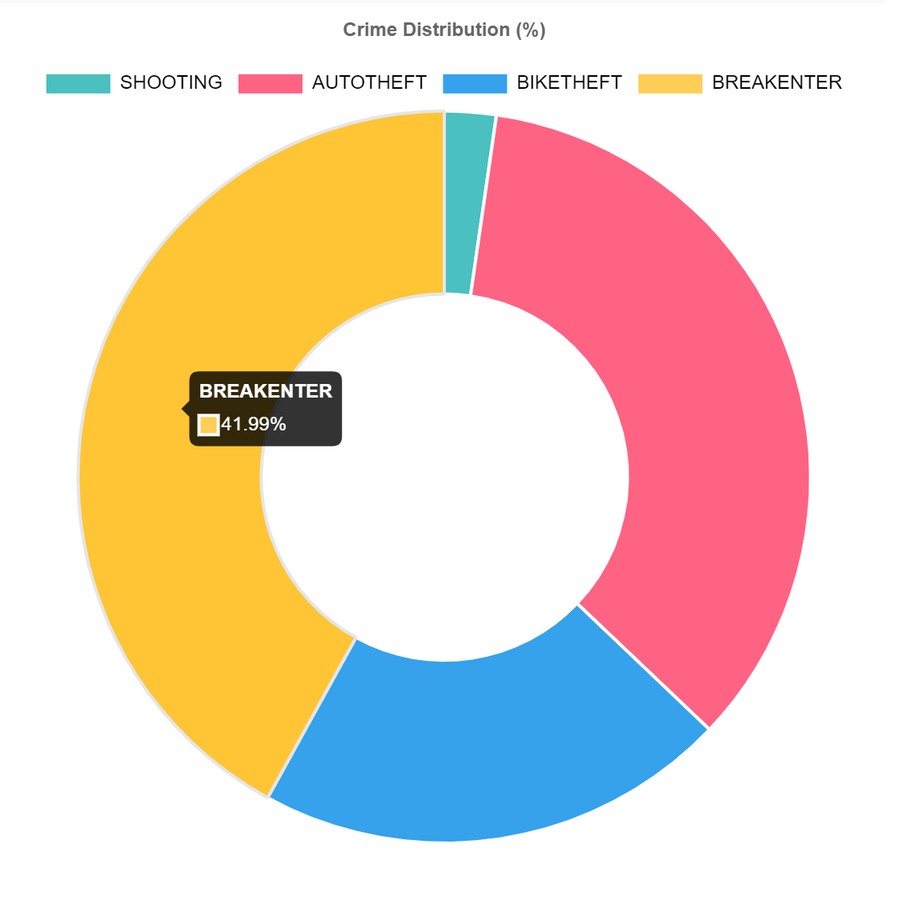 Crime Distribution (%)
SHOOTING AUTOTHEFT BIKETHEFT BREAKENTER
BREAKENTER
41.99%